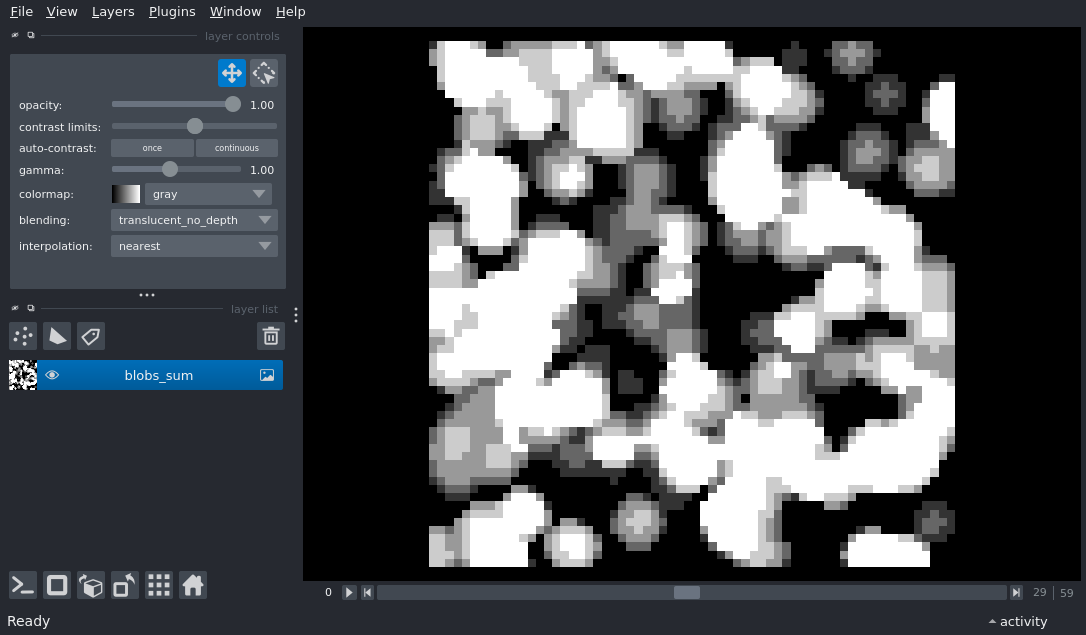 File View Layers Plugins Window Help
layer controls
opacity: 1.00
contrast limits:
auto-contrast: once continuous
gamma: 1.00
colormap: gray
blending: translucent_no_depth
interpolation: nearest
layer list
blobs_sum
0 29 | 59
Ready activity